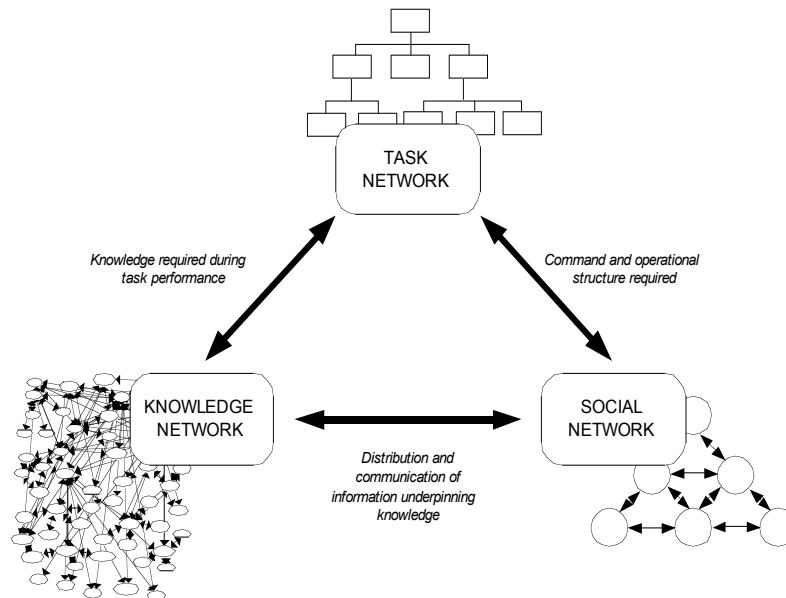 TASK
NETWORK
Knowledge required during
task performance
Command and operational
structure required
KNOWLEDGE
NETWORK
SOCIAL
NETWORK
Distribution and
communication of
information underpinning
knowledge